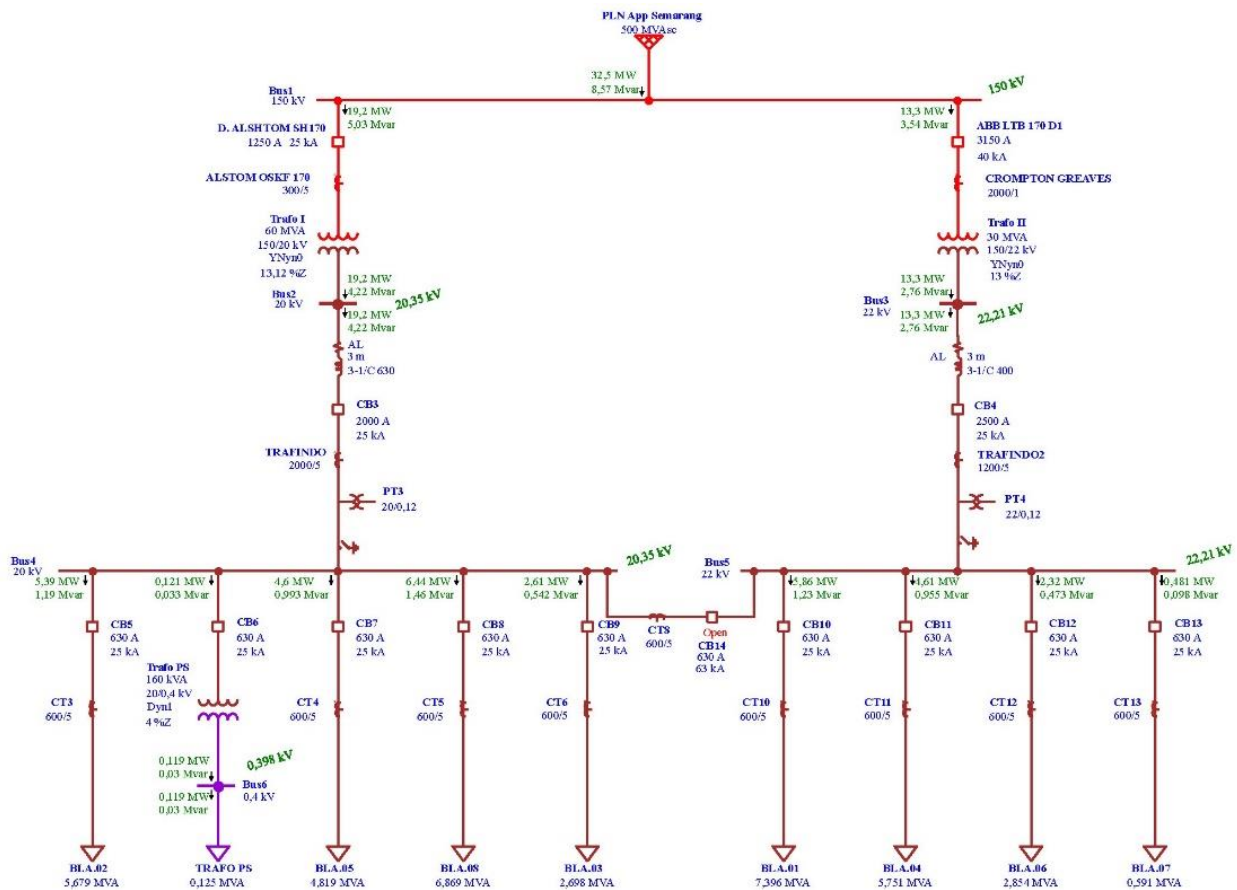 PLN App Semarang
500 MVAsc
32,5 MW
8,57 Mvar
Bus1
150 kV
150 kV
19,2 MW
5,03 Mvar
13,3 MW
3,54 Mvar
D. ALSHTOM SH170
1250 A 25 kA
ABB LTB 170 D1
3150 A
40 kA
ALSTOM OSKF 170
300/5
CROMPTON GREAVES
2000/1
Trafo I
60 MVA
150/20 kV
YNyn0
13,12 %Z
Trafo II
30 MVA
150/22 kV
YNyn0
13 %Z
19,2 MW
4,22 Mvar
Bus2
20 kV
20,35 kV
19,2 MW
4,22 Mvar
13,3 MW
2,76 Mvar
Bus3
22 kV
22,21 kV
13,3 MW
2,76 Mvar
AL
3 m
3-1/C 630
AL
3 m
3-1/C 400
CB3
2000 A
25 kA
CB4
2500 A
25 kA
TRAFINDO
2000/5
TRAFINDO2
1200/5
PT3
20/0,12
PT4
22/0,12
Bus4
20 kV
20,35 kV
Bus5
22 kV
22,21 kV
5,39 MW
1,19 Mvar
0,121 MW
0,033 Mvar
4,6 MW
0,993 Mvar
6,44 MW
1,46 Mvar
2,61 MW
0,542 Mvar
5,86 MW
1,23 Mvar
4,61 MW
0,955 Mvar
2,32 MW
0,473 Mvar
0,481 MW
0,098 Mvar
CB5
630 A
25 kA
CB6
630 A
25 kA
CB7
630 A
25 kA
CB8
630 A
25 kA
CB9
630 A
25 kA
CT8
600/5
Open
CB14
630 A
63 kA
CB10
630 A
25 kA
CB11
630 A
25 kA
CB12
630 A
25 kA
CB13
630 A
25 kA
Trafo PS
160 kVA
20/0,4 kV
Dyn1
4 %Z
CT3
600/5
CT4
600/5
CT5
600/5
CT6
600/5
CT10
600/5
CT11
600/5
CT12
600/5
CT13
600/5
0,119 MW
0,03 Mvar
0,398 kV
Bus6
0,4 kV
0,119 MW
0,03 Mvar
BLA.02
5,679 MVA
TRAFO PS
0,125 MVA
BLA.05
4,819 MVA
BLA.08
6,869 MVA
BLA.03
2,698 MVA
BLA.01
7,396 MVA
BLA.04
5,751 MVA
BLA.06
2,854 MVA
BLA.07
0,591 MVA